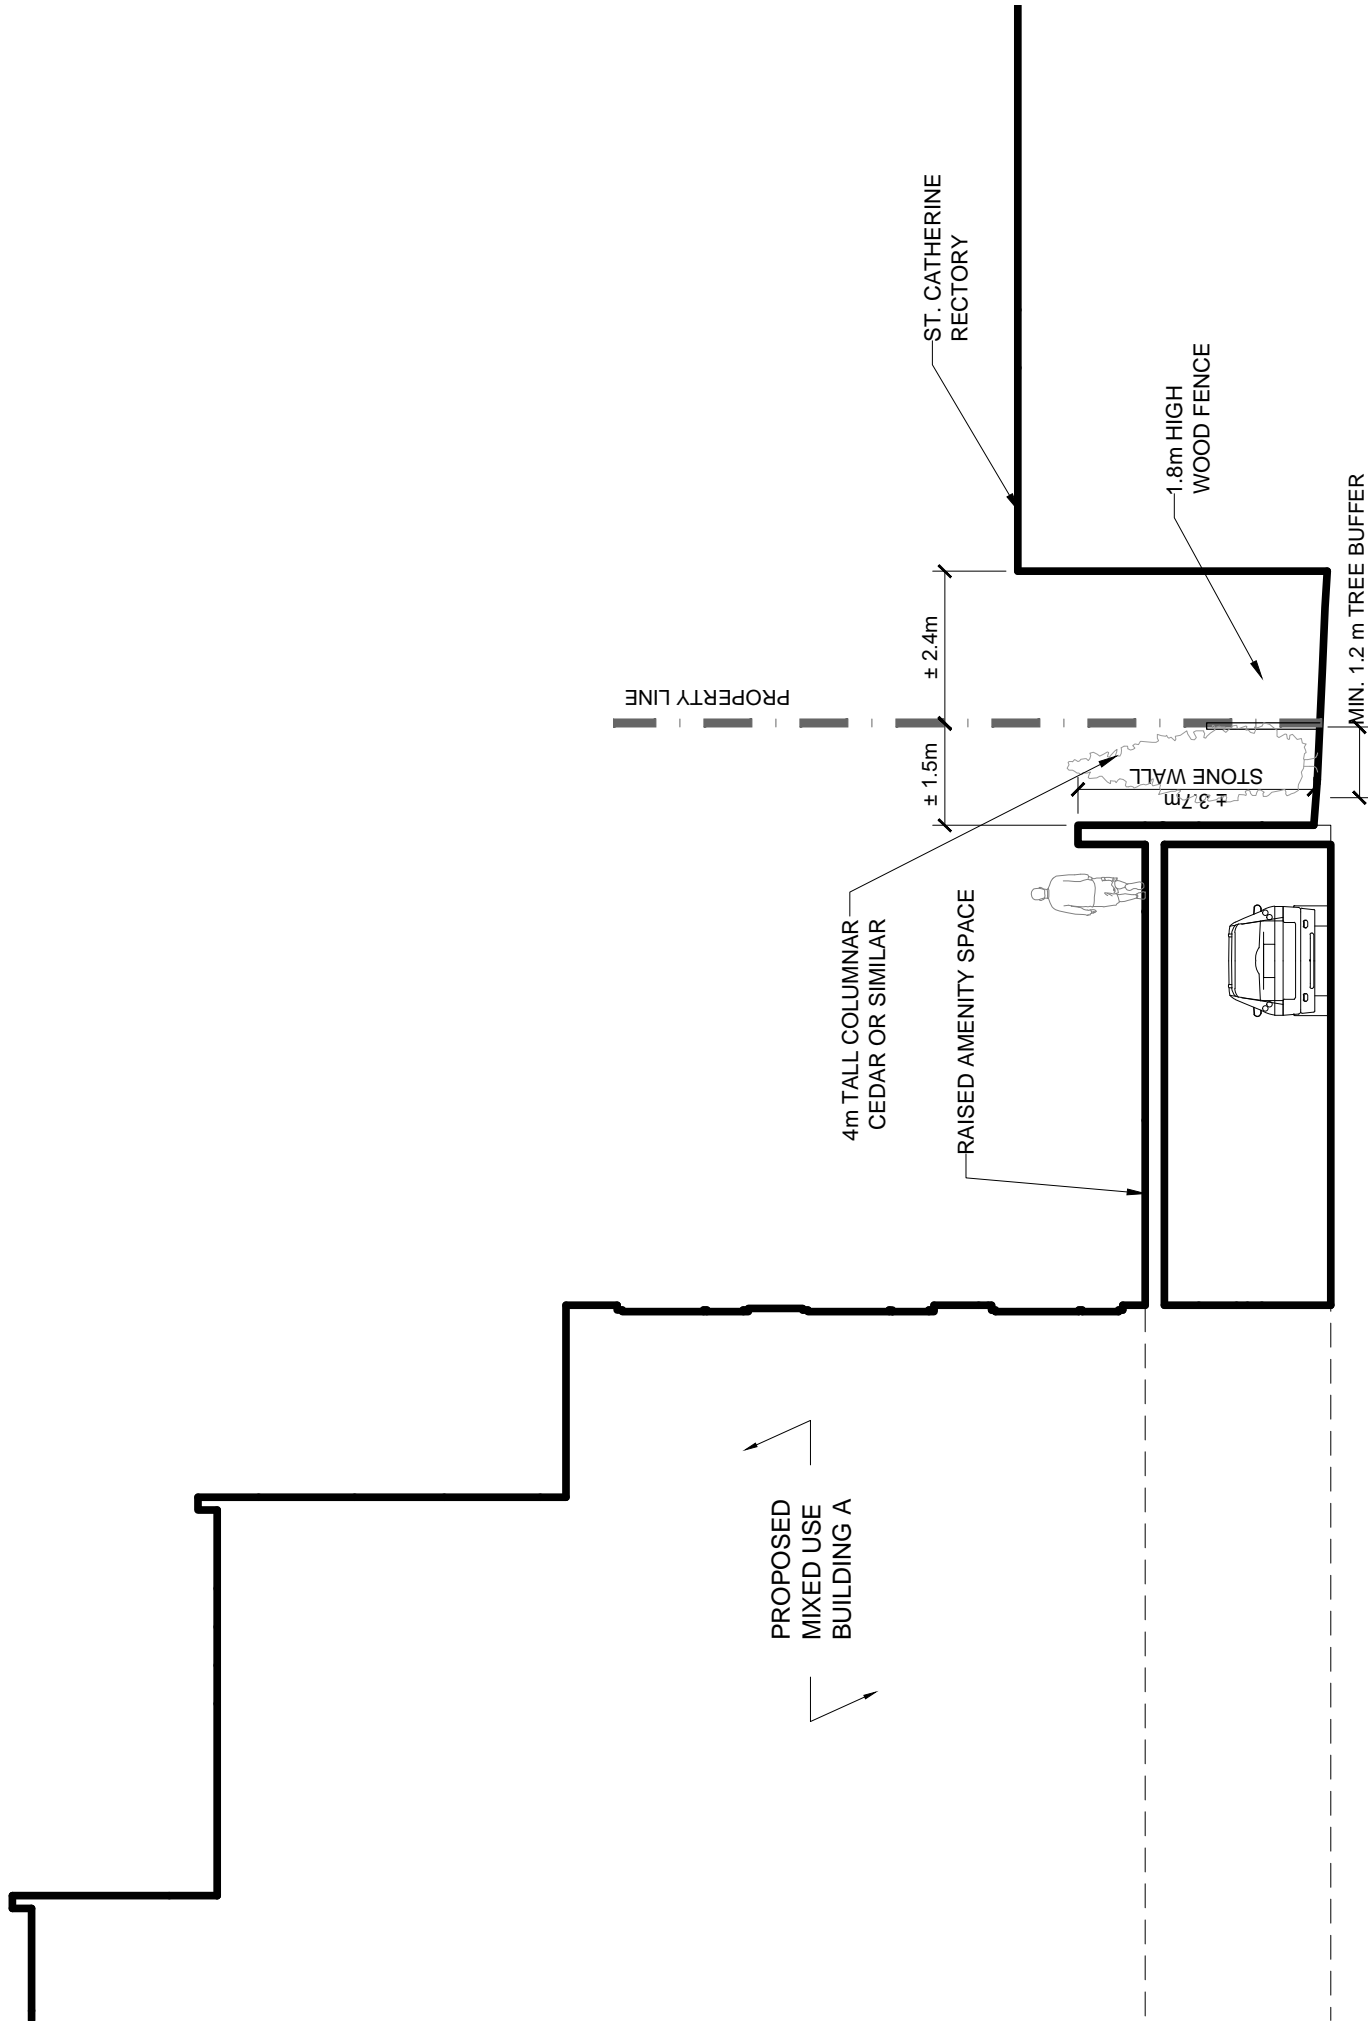 ST. CATHERINE
RECTORY
1.8m HIGH
WOOD FENCE
± 2.4m
PROPERTY LINE
± 1.5m
STONE WALL
± 3.7m
MIN. 1.2 m TREE BUFFER
4m TALL COLUMNAR
CEDAR OR SIMILAR
RAISED AMENITY SPACE
PROPOSED
MIXED USE
BUILDING A